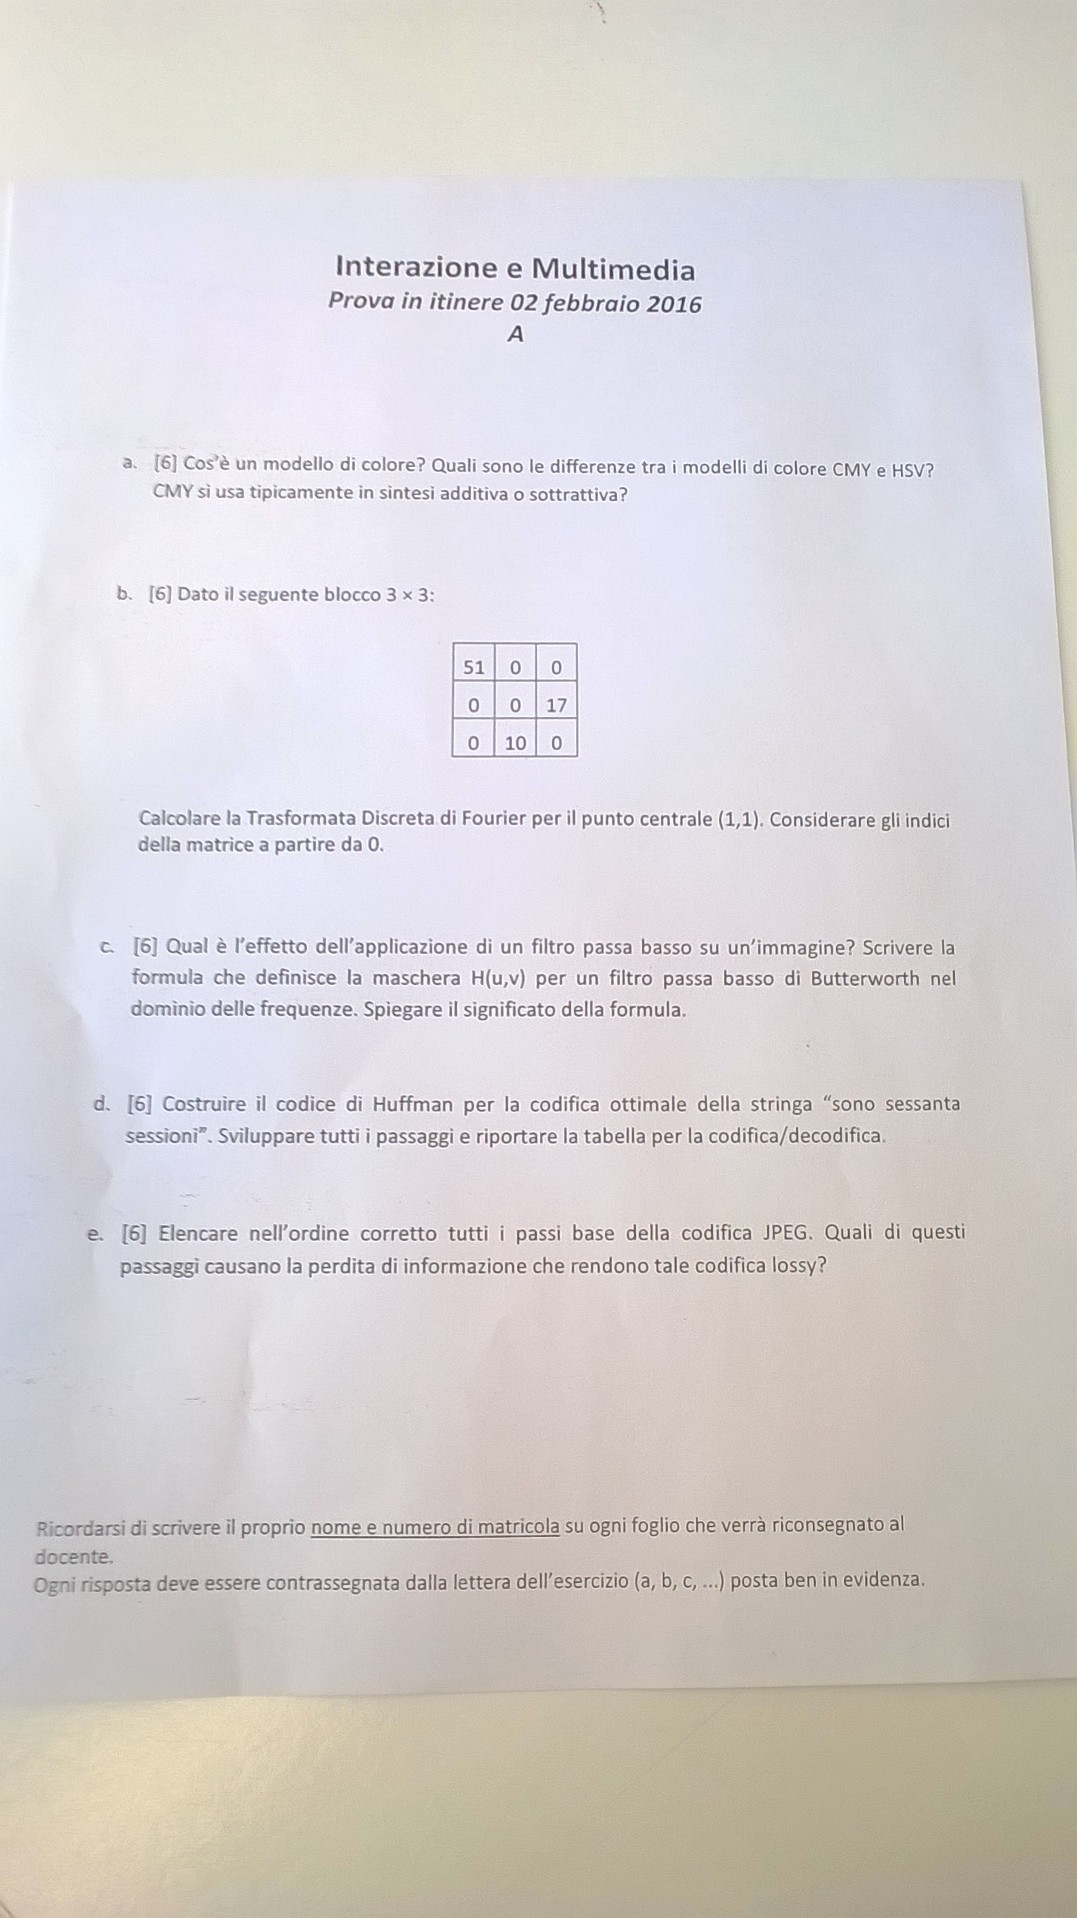 Interazione e Multimedia
Prova in itinere 02 febbraio 2016
A
a. [6] Cos'è un modello di colore? Quali sono le differenze tra i modelli di colore CMY e HSV?
CMY si usa tipicamente in sintesi additiva o sottrattiva?
b. [6] Dato il seguente blocco 3 × 3:
51 0 0
0 0 17
0 10 0
Calcolare la Trasformata Discreta di Fourier per il punto centrale (1,1). Considerare gli indici
della matrice a partire da 0.
c. [6] Qual è l'effetto dell'applicazione di un filtro passa basso su un'immagine? Scrivere la
formula che definisce la maschera H(u,v) per un filtro passa basso di Butterworth nel
dominio delle frequenze. Spiegare il significato della formula.
d. [6] Costruire il codice di Huffman per la codifica ottimale della stringa "sono sessanta
sessioni". Sviluppare tutti i passaggi e riportare la tabella per la codifica/decodifica.
e. [6] Elencare nell'ordine corretto tutti i passi base della codifica JPEG. Quali di questi
passaggi causano la perdita di informazione che rendono tale codifica lossy?
Ricordarsi di scrivere il proprio nome e numero di matricola su ogni foglio che verrà riconsegnato al
docente.
Ogni risposta deve essere contrassegnata dalla lettera dell'esercizio (a, b, c, ...) posta ben in evidenza.